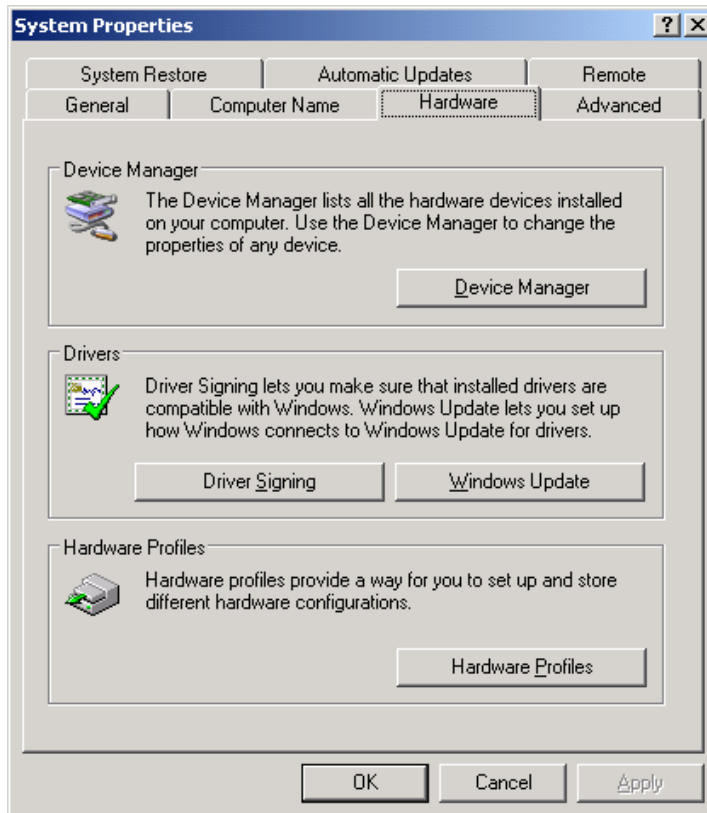 System Properties
System Restore Automatic Updates Remote
General Computer Name Hardware Advanced
Device Manager
The Device Manager lists all the hardware devices installed
on your computer. Use the Device Manager to change the
properties of any device.
Device Manager
Drivers
Driver Signing lets you make sure that installed drivers are
compatible with Windows. Windows Update lets you set up
how Windows connects to Windows Update for drivers.
Driver Signing Windows Update
Hardware Profiles
Hardware profiles provide a way for you to set up and store
different hardware configurations.
Hardware Profiles
OK Cancel Apply